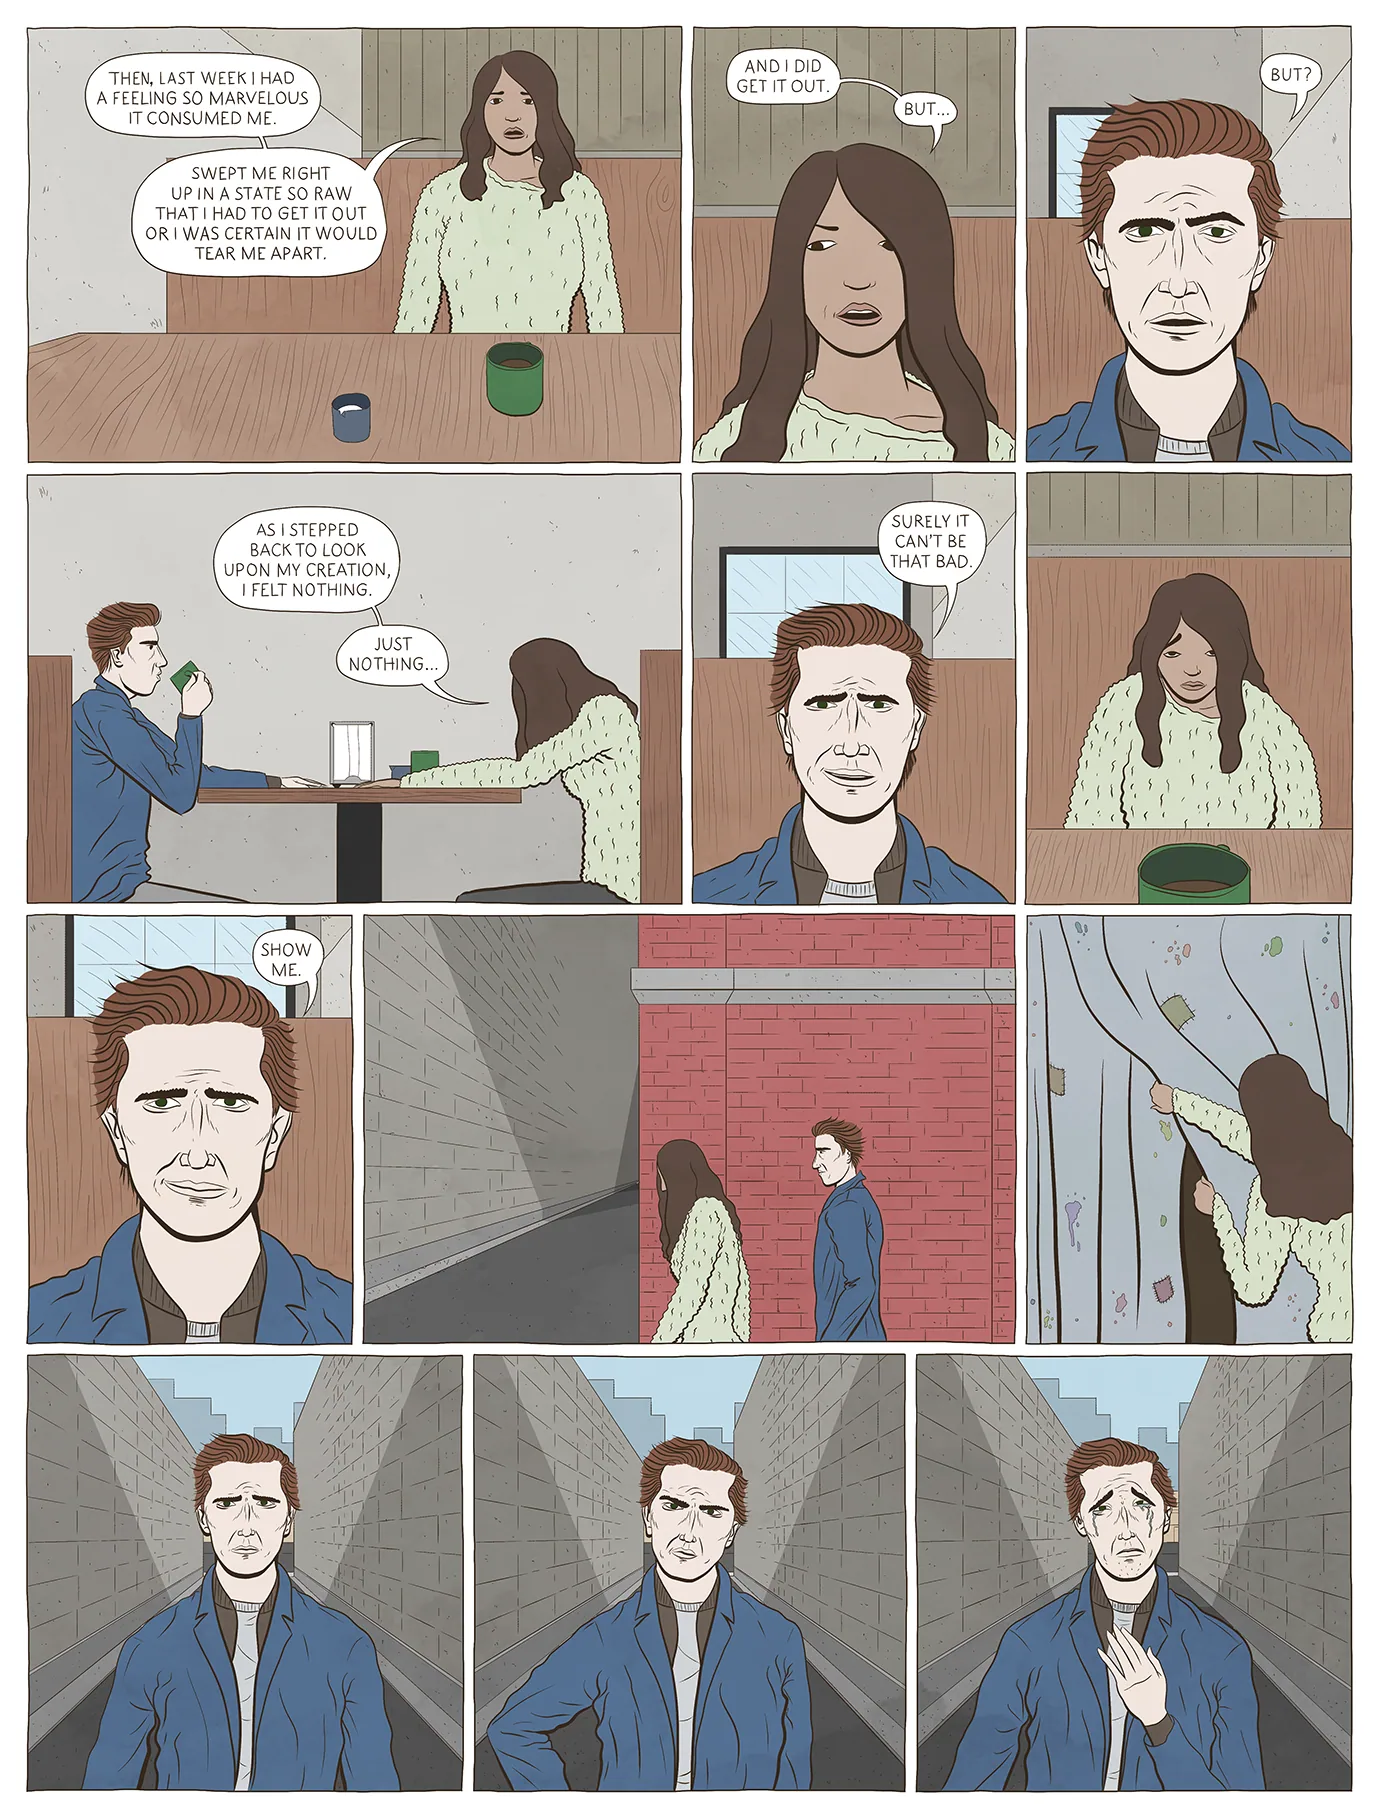 THEN, LAST WEEK I HAD
A FEELING SO MARVELOUS
IT CONSUMED ME.
SWEPT ME RIGHT
UP IN A STATE SO RAW
THAT I HAD TO GET IT OUT
OR I WAS CERTAIN IT WOULD
TEAR ME APART.
AND I DID
GET IT OUT.
BUT...
BUT?
AS I STEPPED
BACK TO LOOK
UPON MY CREATION,
I FELT NOTHING.
JUST
NOTHING...
SURELY IT
CAN'T BE
THAT BAD.
SHOW
ME.